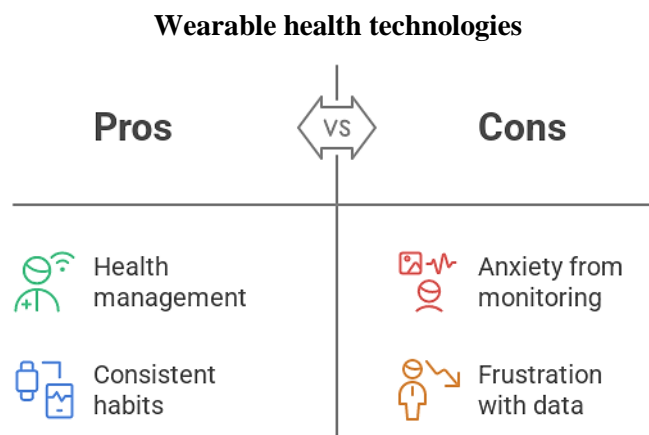 Wearable health technologies
Pros
VS
Cons
Health
management
Anxiety from
monitoring
Consistent
habits
Frustration
with data